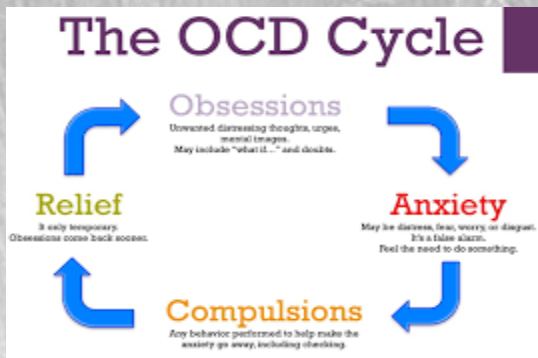 The OCD Cycle
Obsessions
Unwanted distressing thoughts, urges,
mental images.
May include "what if..." and doubts.
Anxiety
May be distress, fear, worry, or disgust.
It's a false alarm.
Feel the need to do something.
Compulsions
Any behavior performed to help make the
anxiety go away, including checking.
Relief
It only temporary.
Obsessions come back sooner.